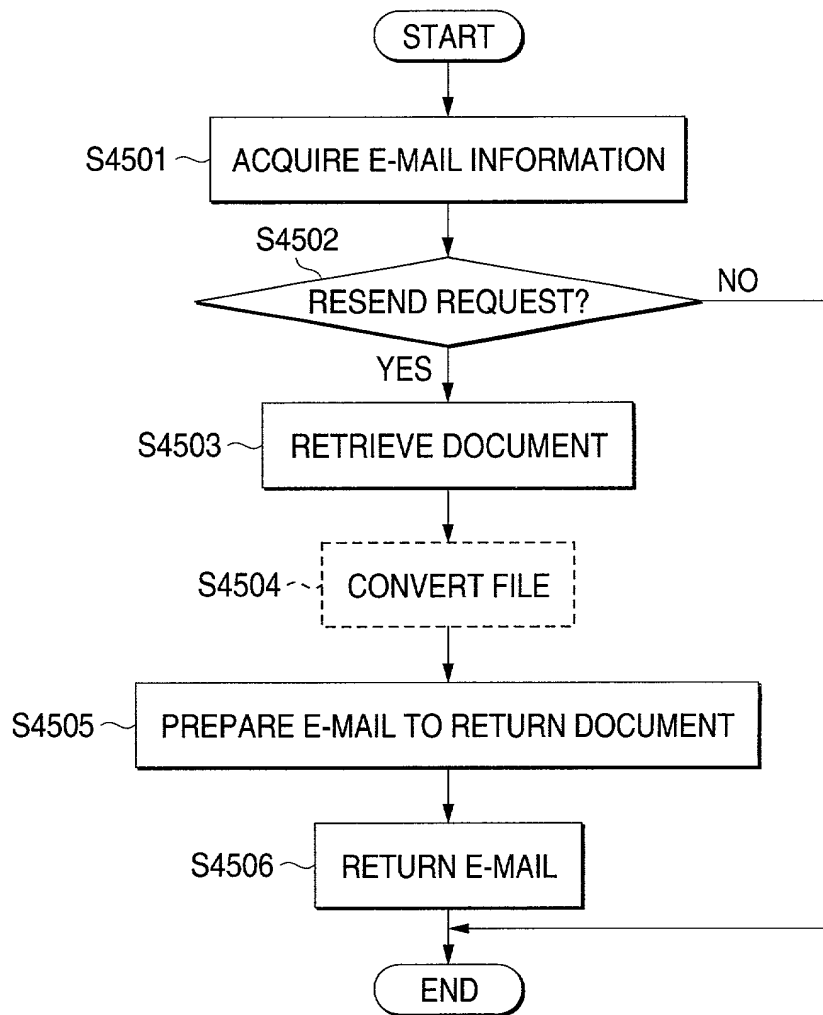 START
S4501
ACQUIRE E-MAIL INFORMATION
S4502
RESEND REQUEST?
NO
YES
S4503
RETRIEVE DOCUMENT
S4504
CONVERT FILE
S4505
PREPARE E-MAIL TO RETURN DOCUMENT
S4506
RETURN E-MAIL
END